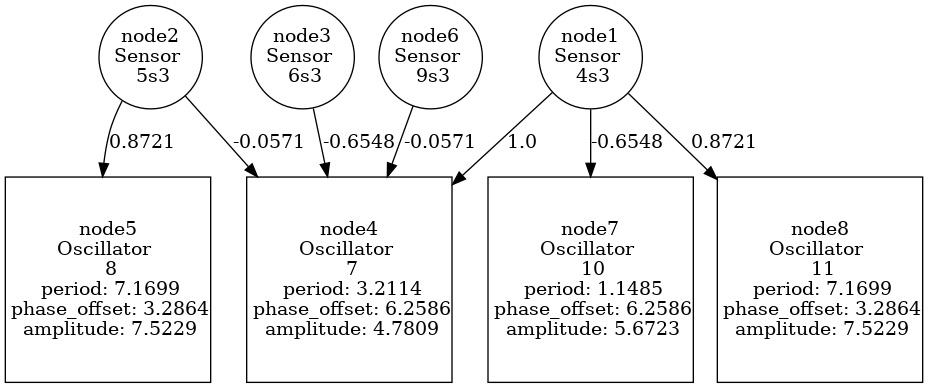 node2
Sensor
5s3
node3
Sensor
6s3
node6
Sensor
9s3
node1
Sensor
4s3
0.8721
-0.0571
-0.6548
-0.0571
1.0
-0.6548
0.8721
node5
Oscillator
8
period: 7.1699
phase_offset: 3.2864
amplitude: 7.5229
node4
Oscillator
7
period: 3.2114
phase_offset: 6.2586
amplitude: 4.7809
node7
Oscillator
10
period: 1.1485
phase_offset: 6.2586
amplitude: 5.6723
node8
Oscillator
11
period: 7.1699
phase_offset: 3.2864
amplitude: 7.5229